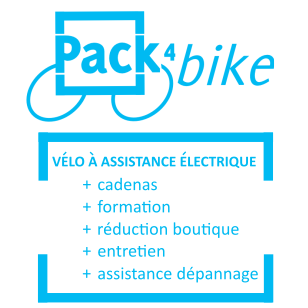 Pack4bike
VÉLO À ASSISTANCE ÉLECTRIQUE
+ cadenas
+ formation
+ réduction boutique
+ entretien
+ assistance dépannage